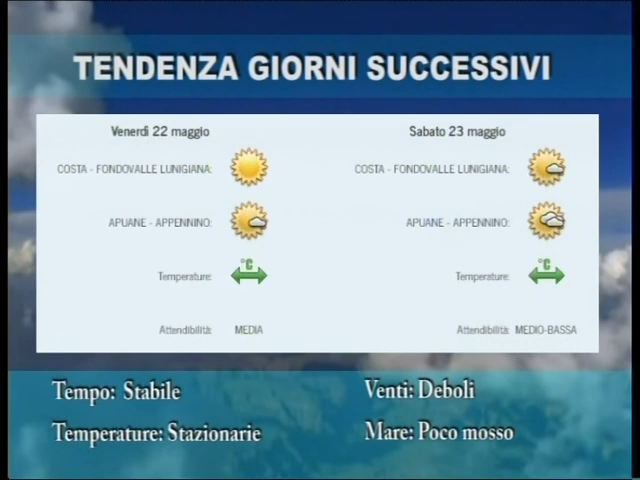 TENDENZA GIORNI SUCCESSIVI
Venerdì 22 maggio
COSTA - FONDOVALLE LUNIGIANA:
APUANE - APPENNINO:
°C
Temperature:
Attendibilità: MEDIA
Sabato 23 maggio
COSTA - FONDOVALLE LUNIGIANA:
APUANE - APPENNINO:
°C
Temperature:
Attendibilità: MEDIO-BASSA
Tempo: Stabile
Temperature: Stazionarie
Venti: Deboli
Mare: Poco mosso